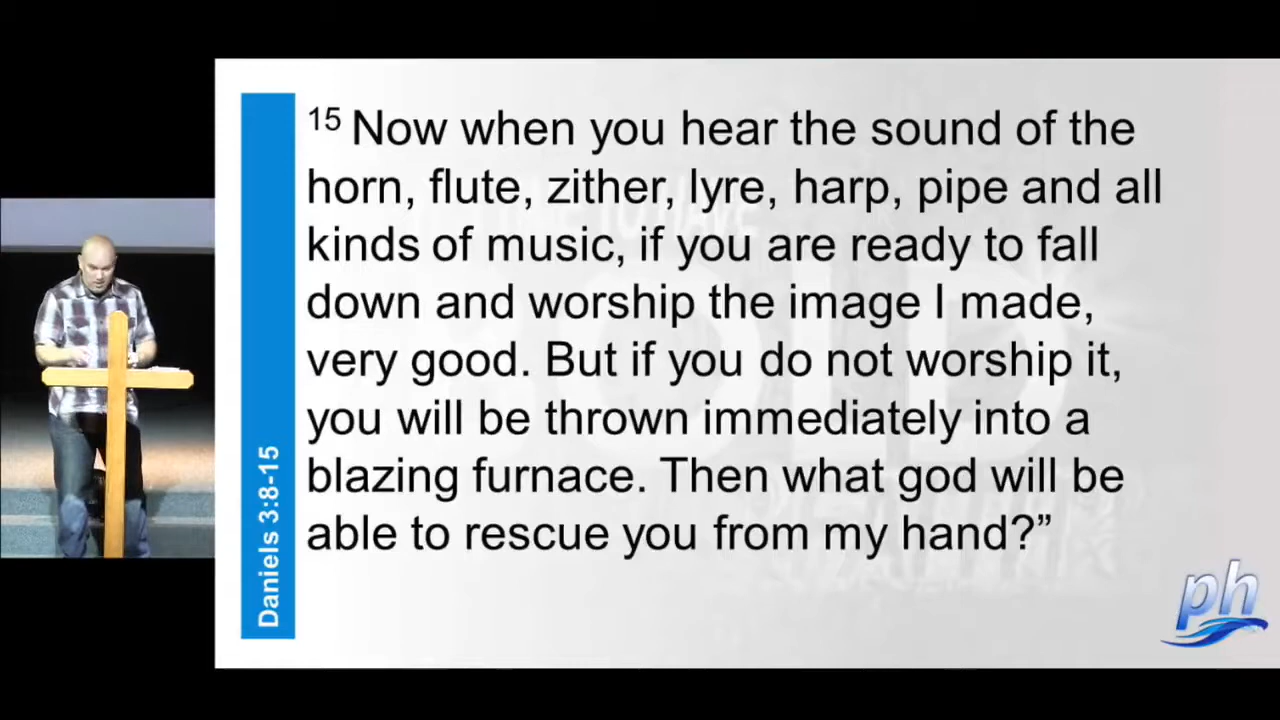 15 Now when you hear the sound of the
horn, flute, zither, lyre, harp, pipe and all
kinds of music, if you are ready to fall
down and worship the image I made,
very good. But if you do not worship it,
you will be thrown immediately into a
blazing furnace. Then what god will be
able to rescue you from my hand?”
Daniels 3:8-15
ph